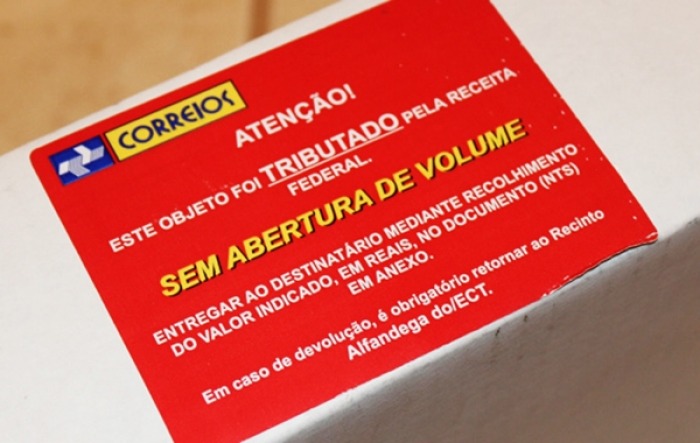 CORREIOS
ATENÇÃO!
ESTE OBJETO FOI TRIBUTADO PELA RECEITA
FEDERAL.
SEM ABERTURA DE VOLUME
ENTREGAR AO DESTINATÁRIO MEDIANTE RECOLHIMENTO
DO VALOR INDICADO, EM REAIS, NO DOCUMENTO (NTS)
EM ANEXO.
Em caso de devolução, é obrigatório retornar ao Recinto
Alfandega do/ECT.